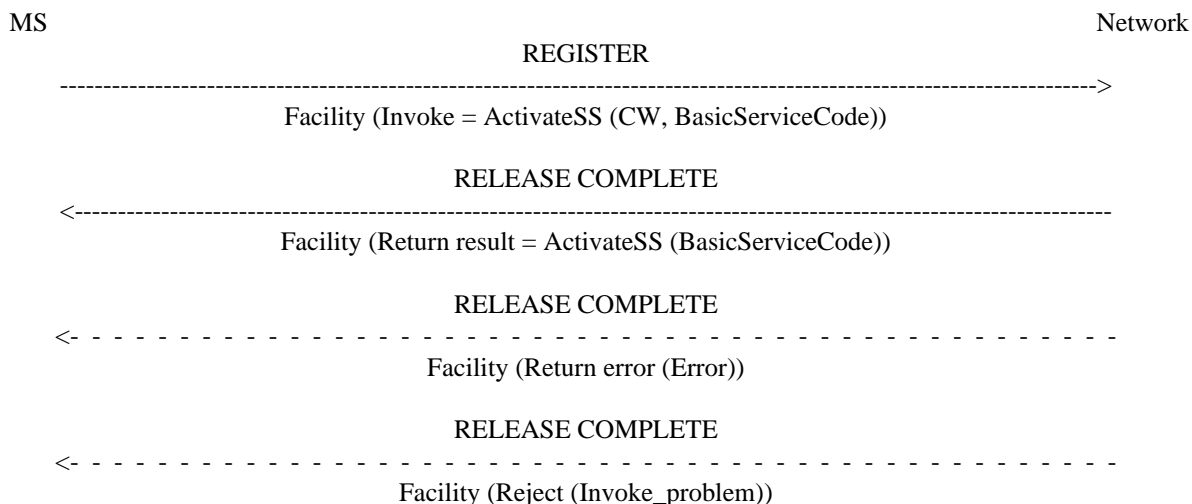 MS Network
REGISTER
Facility (Invoke = ActivateSS (CW, BasicServiceCode))
RELEASE COMPLETE
Facility (Return result = ActivateSS (BasicServiceCode))
RELEASE COMPLETE
Facility (Return error (Error))
RELEASE COMPLETE
Facility (Reject (Invoke_problem))